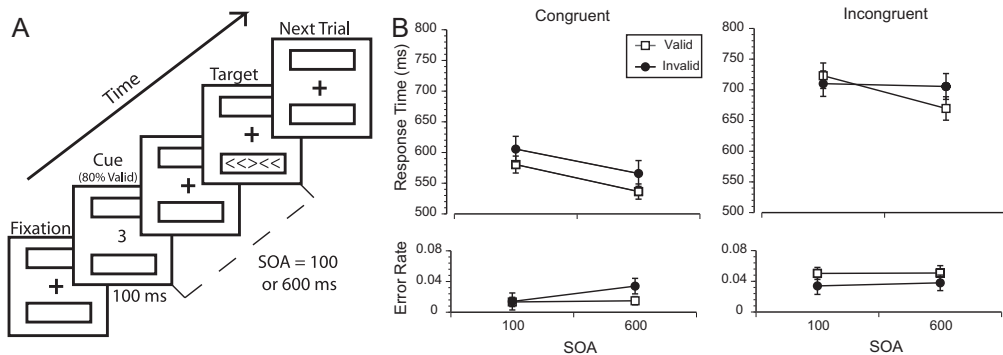 A
Time
Fixation
Cue
(80% Valid)
3
100 ms
Target
<<><<
Next Trial
SOA = 100
or 600 ms
B
Congruent
Response Time (ms)
800
750
700
650
600
550
500
Valid
Invalid
Incongruent
800
750
700
650
600
550
500
Error Rate
0.08
0.04
0
100
600
SOA
0.08
0.04
0
100
600
SOA